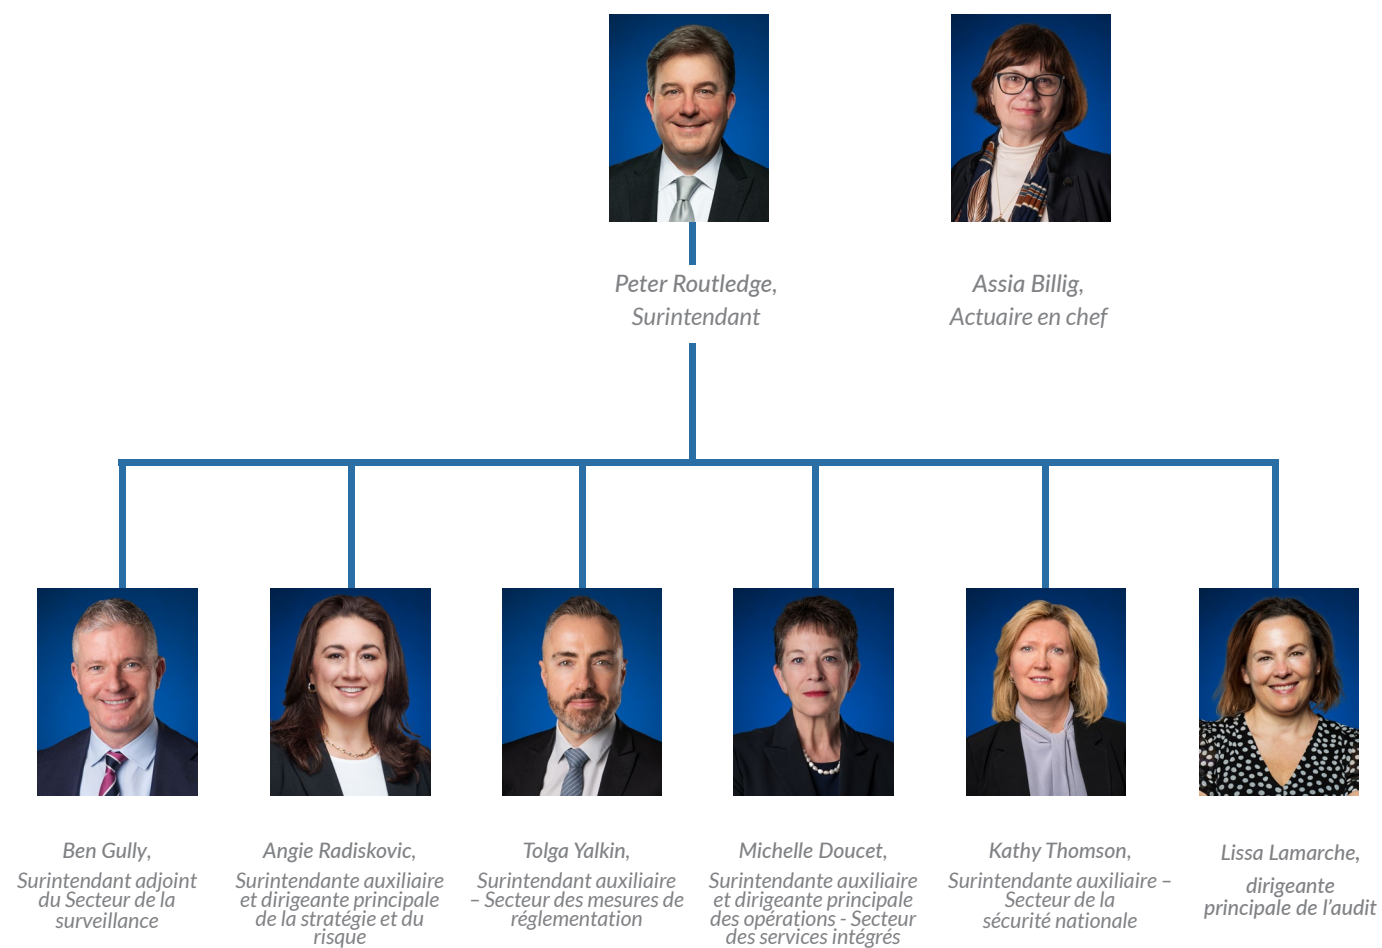 Peter Routledge,
Surintendant
Assia Billig,
Actuaire en chef
Ben Gully,
Surintendant adjoint
du Secteur de la
surveillance
Angie Radiskovic,
Surintendante auxiliaire
et dirigeante principale
de la stratégie et du
risque
Tolga Yalkin,
Surintendant auxiliaire
– Secteur des mesures de
réglementation
Michelle Doucet,
Surintendante auxiliaire
et dirigeante principale
des opérations - Secteur
des services intégrés
Kathy Thomson,
Surintendante auxiliaire –
Secteur de la
sécurité nationale
Lissa Lamarche,
dirigeante
principale de l’audit